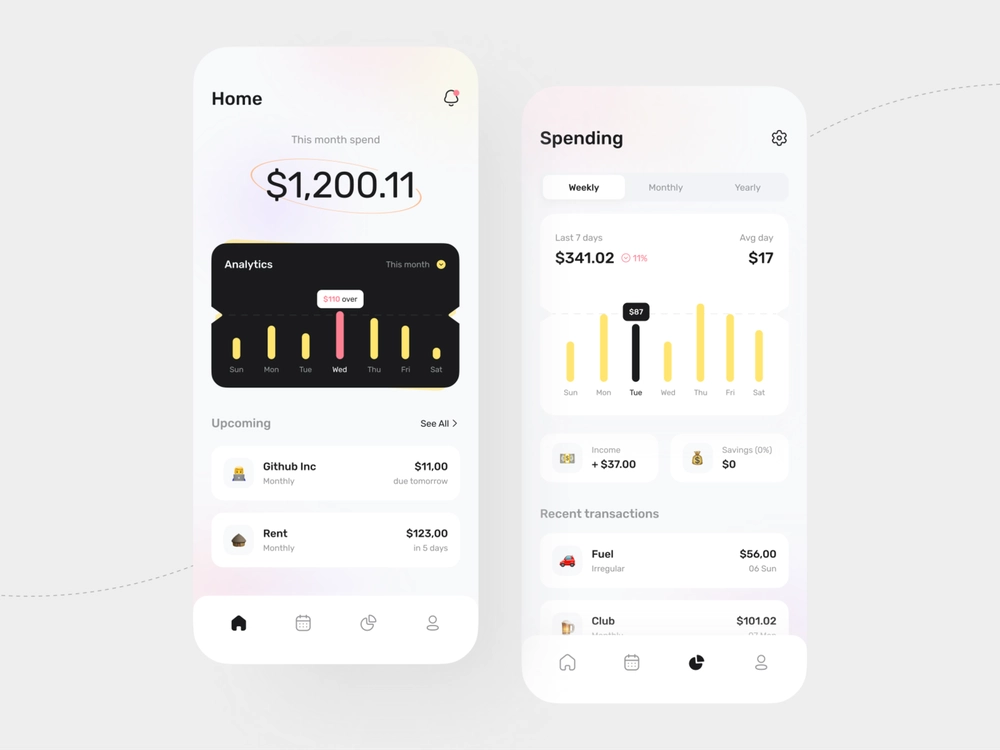 Home
This month spend
$1,200.11
Analytics
This month
$110 over
Sun Mon Tue Wed Thu Fri Sat
Upcoming
See All
Github Inc $11,00
Monthly due tomorrow
Rent $123,00
Monthly in 5 days
Spending
Weekly Monthly Yearly
Last 7 days Avg day
$341.02 11% $17
$87
Sun Mon Tue Wed Thu Fri Sat
Income Savings (0%)
+ $37.00 $0
Recent transactions
Fuel $56,00
Irregular 06 Sun
Club $101.02
Monthly 07 Mon